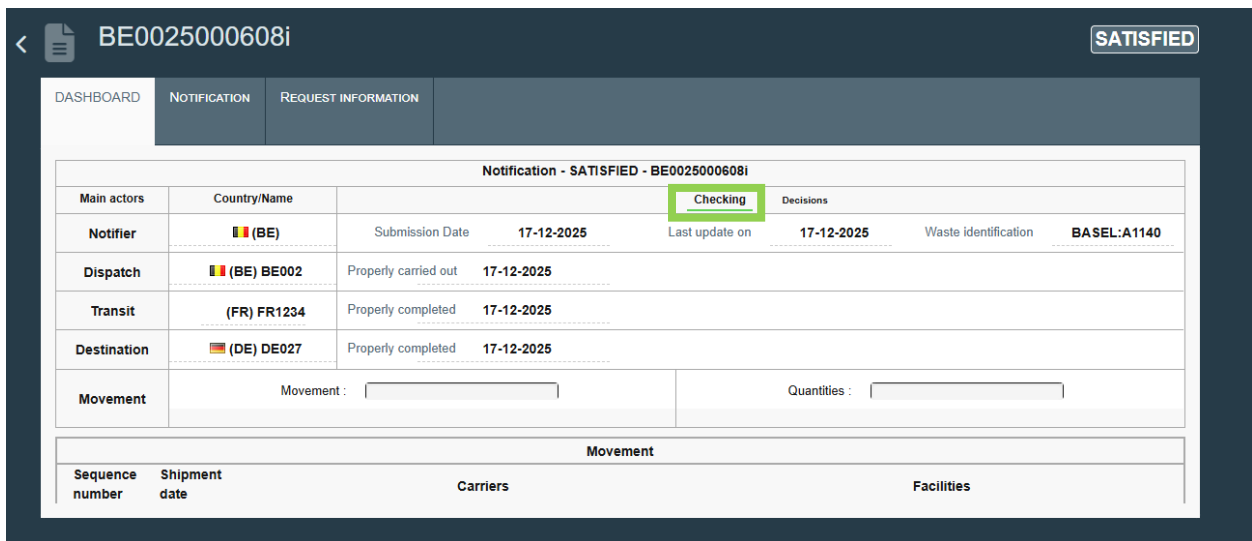 BE0025000608i
SATISFIED
DASHBOARD NOTIFICATION REQUEST INFORMATION
Notification - SATISFIED - BE0025000608i
Main actors Country/Name Checking Decisions
Notifier (BE) Submission Date 17-12-2025 Last update on 17-12-2025 Waste identification BASEL:A1140
Dispatch (BE) BE002 Properly carried out 17-12-2025
Transit (FR) FR1234 Properly completed 17-12-2025
Destination (DE) DE027 Properly completed 17-12-2025
Movement Movement : Quantities :
Movement
Sequence number Shipment date Carriers Facilities